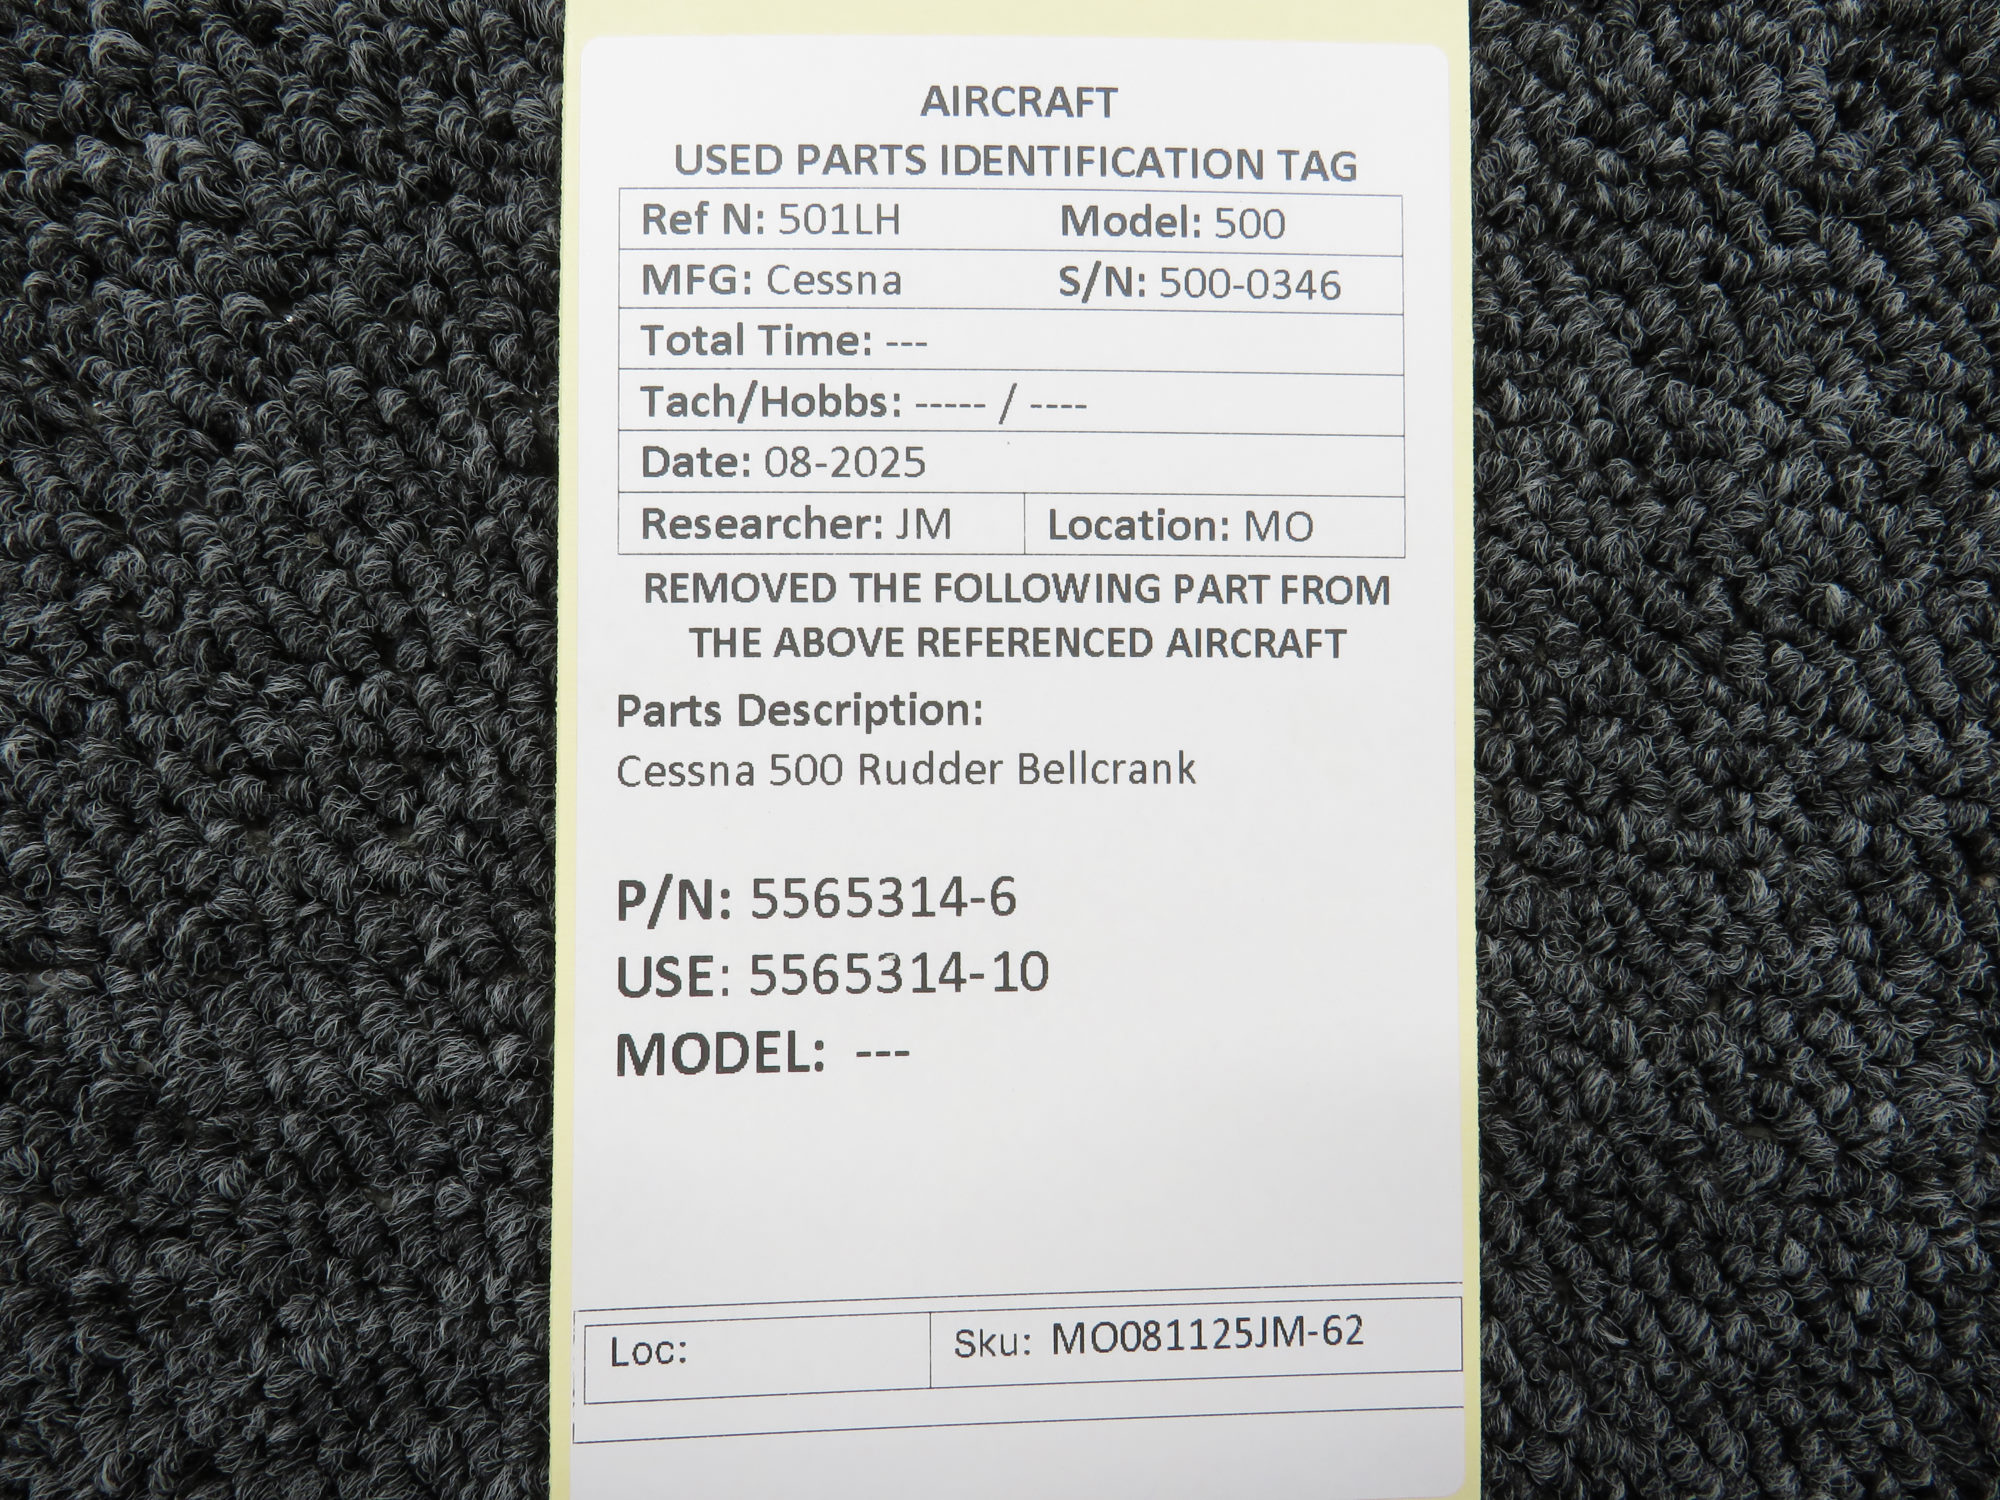 AIRCRAFT
USED PARTS IDENTIFICATION TAG
Ref N: 501LH Model: 500
MFG: Cessna S/N: 500-0346
Total Time: ---
Tach/Hobbs: ----- / ----
Date: 08-2025
Researcher: JM Location: MO
REMOVED THE FOLLOWING PART FROM
THE ABOVE REFERENCED AIRCRAFT
Parts Description:
Cessna 500 Rudder Bellcrank
P/N: 5565314-6
USE: 5565314-10
MODEL: ---
Loc: Sku: MO081125JM-62